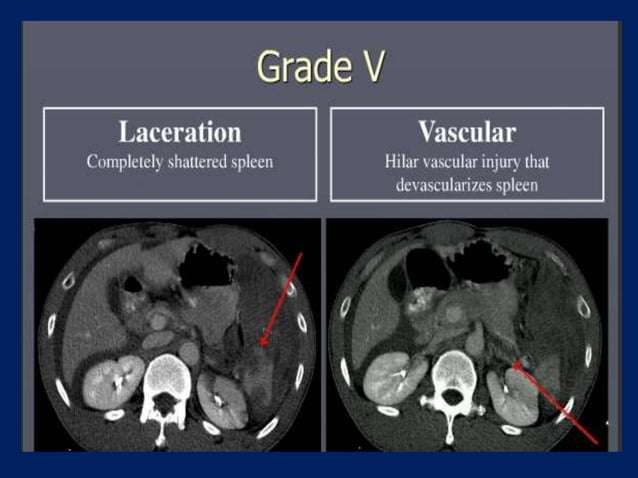 Grade V
Laceration
Completely shattered spleen
Vascular
Hilar vascular injury that
devascularizes spleen